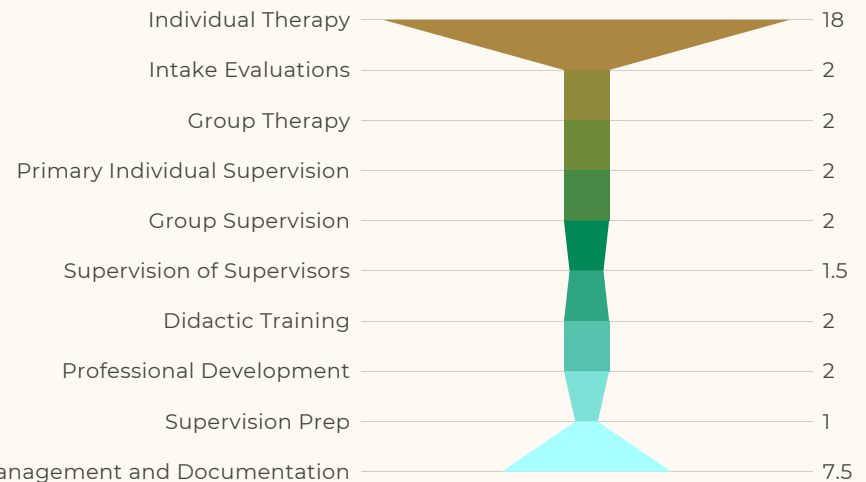 Individual Therapy 18
Intake Evaluations 2
Group Therapy 2
Primary Individual Supervision 2
Group Supervision 2
Supervision of Supervisors 1.5
Didactic Training 2
Professional Development 2
Supervision Prep 1
anagement and Documentation 7.5